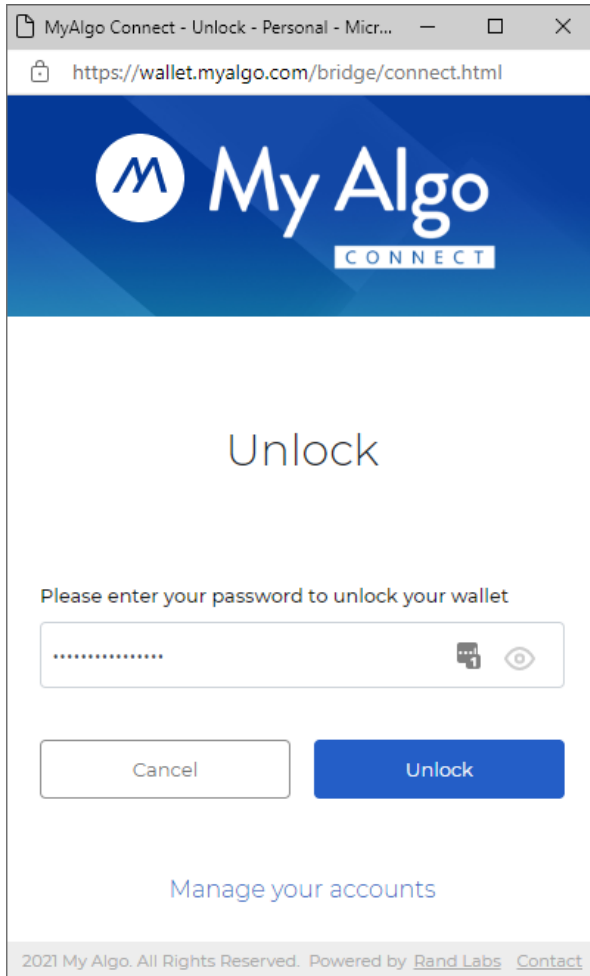 MyAlgo Connect - Unlock - Personal - Micr...
https://wallet.myalgo.com/bridge/connect.html
My Algo
CONNECT
Unlock
Please enter your password to unlock your wallet
••••••••••••••••
1
Cancel Unlock
Manage your accounts
2021 My Algo. All Rights Reserved. Powered by Rand Labs Contact